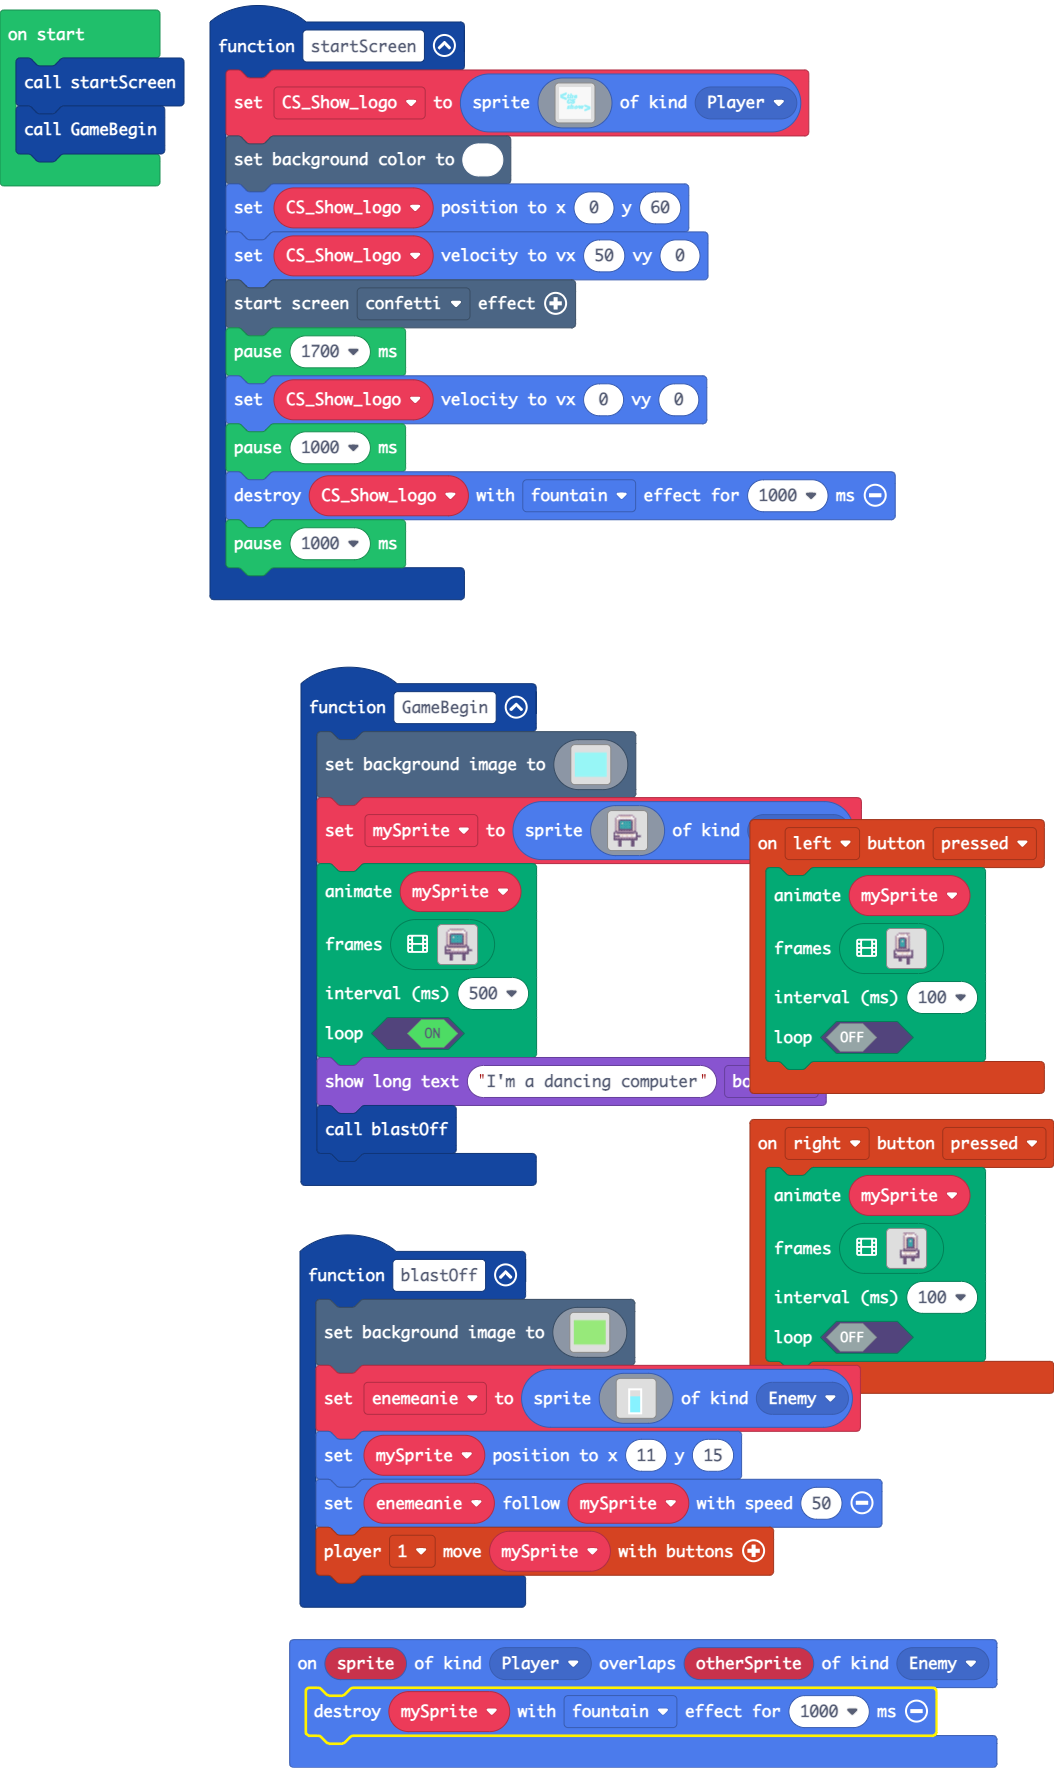 on start
call startScreen
call GameBegin
function startScreen
set CS_Show_logo to sprite of kind Player
set background color to
set CS_Show_logo position to x 0 y 60
set CS_Show_logo velocity to vx 50 vy 0
start screen confetti effect
pause 1700 ms
set CS_Show_logo velocity to vx 0 vy 0
pause 1000 ms
destroy CS_Show_logo with fountain effect for 1000 ms
pause 1000 ms
function GameBegin
set background image to
set mySprite to sprite of kind
animate mySprite
frames
interval (ms) 500
loop ON
show long text "I'm a dancing computer" bo
call blastOff
on left button pressed
animate mySprite
frames
interval (ms) 100
loop OFF
on right button pressed
animate mySprite
frames
interval (ms) 100
loop OFF
function blastOff
set background image to
set enemeanie to sprite of kind Enemy
set mySprite position to x 11 y 15
set enemeanie follow mySprite with speed 50
player 1 move mySprite with buttons
on sprite of kind Player overlaps otherSprite of kind Enemy
destroy mySprite with fountain effect for 1000 ms